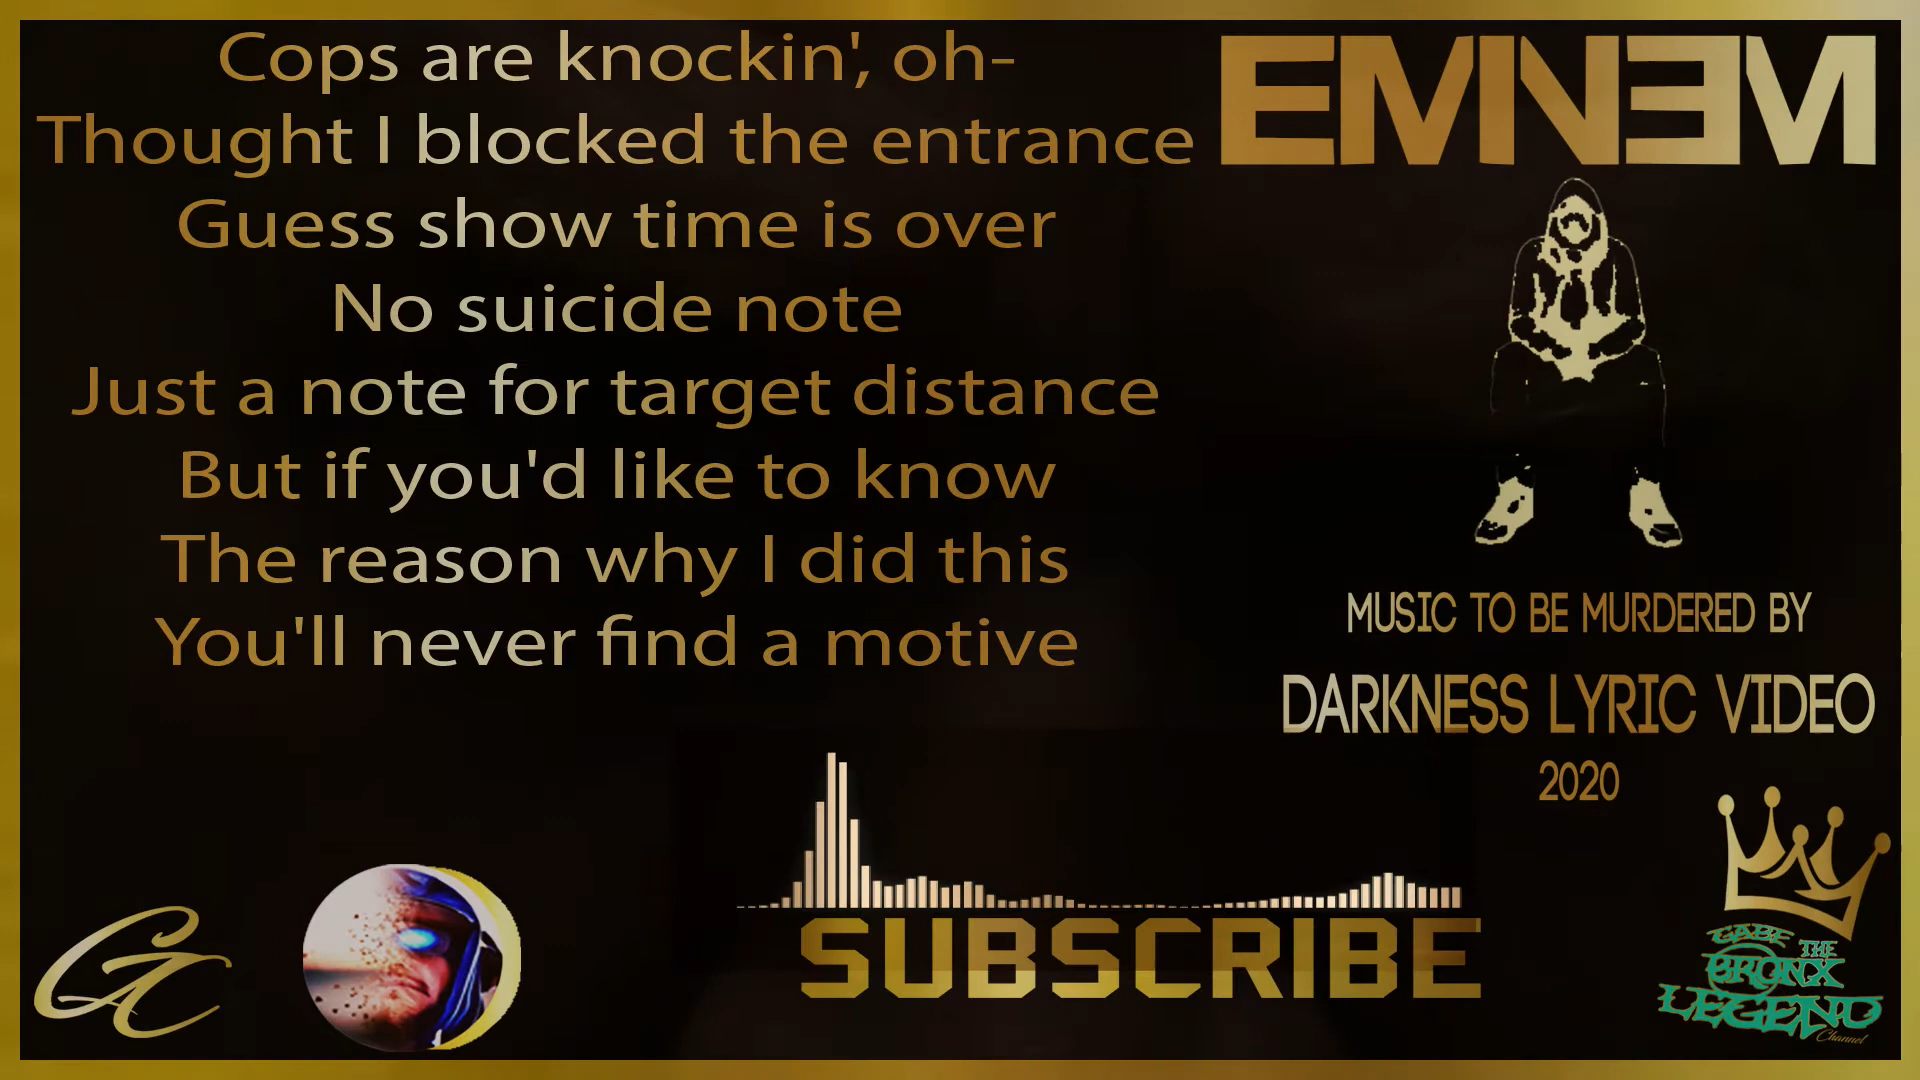 Cops are knockin', oh-
Thought I blocked the entrance
Guess show time is over
No suicide note
Just a note for target distance
But if you'd like to know
The reason why I did this
You'll never find a motive
EMINƎM
MUSIC TO BE MURDERED BY
DARKNESS LYRIC VIDEO
2020
SUBSCRIBE
GABE THE
BRONX
LEGEND
Channel